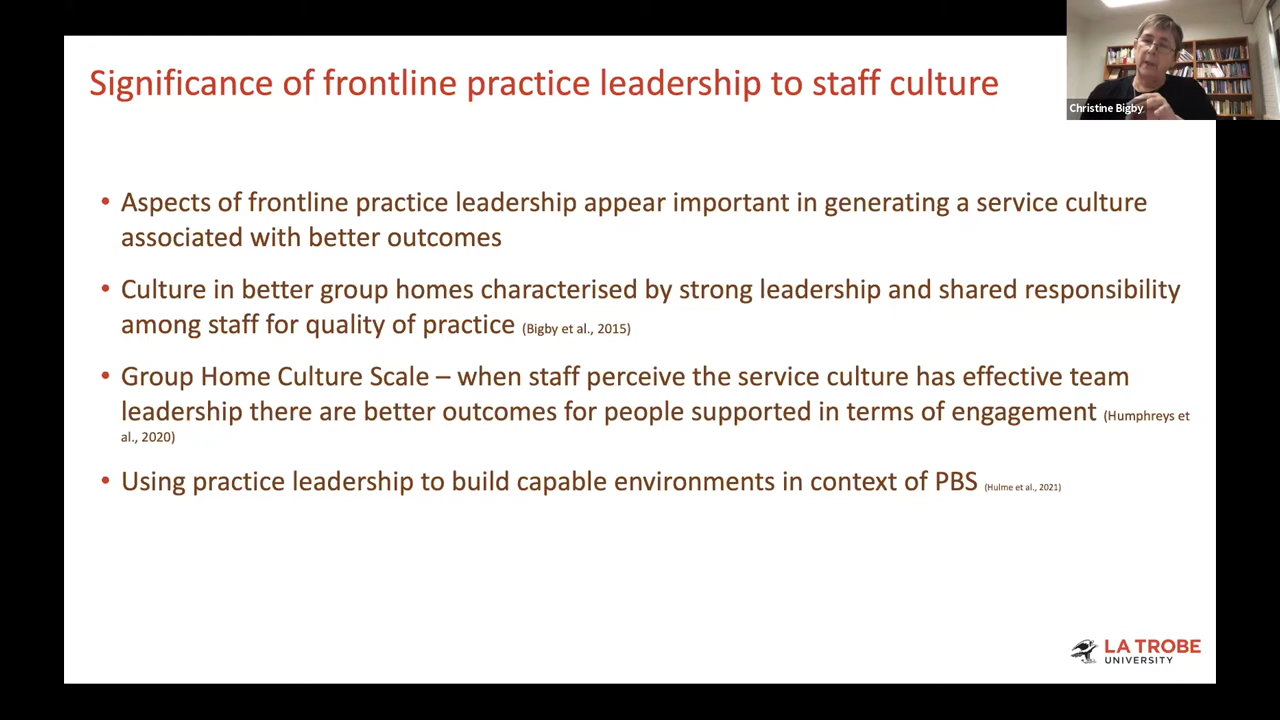 Significance of frontline practice leadership to staff culture
Christine Bigby
• Aspects of frontline practice leadership appear important in generating a service culture
associated with better outcomes
• Culture in better group homes characterised by strong leadership and shared responsibility
among staff for quality of practice (Bigby et al., 2015)
• Group Home Culture Scale – when staff perceive the service culture has effective team
leadership there are better outcomes for people supported in terms of engagement (Humphreys et
al., 2020)
• Using practice leadership to build capable environments in context of PBS (Hulme et al., 2021)
LA TROBE
UNIVERSITY